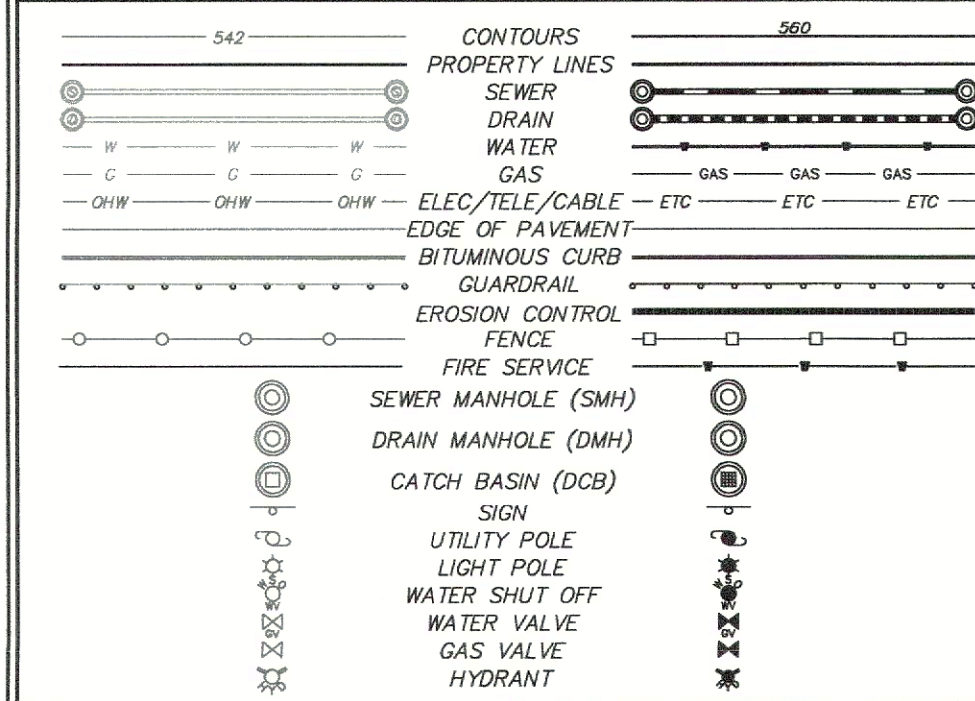 542 CONTOURS 560
PROPERTY LINES
S S SEWER
D D DRAIN
W W W WATER
G G G GAS GAS GAS GAS
OHW OHW OHW ELEC/TELE/CABLE ETC ETC ETC
EDGE OF PAVEMENT
BITUMINOUS CURB
GUARDRAIL
EROSION CONTROL
FENCE
FIRE SERVICE
SEWER MANHOLE (SMH)
DRAIN MANHOLE (DMH)
CATCH BASIN (DCB)
SIGN
UTILITY POLE
LIGHT POLE
S WATER SHUT OFF S
WV WATER VALVE WV
GV GAS VALVE GV
HYDRANT